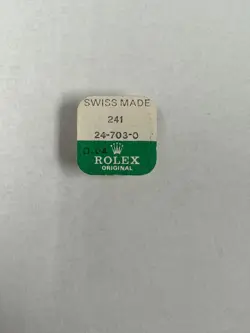 SWISS MADE
241
24-703-0
ROLEX
ORIGINAL